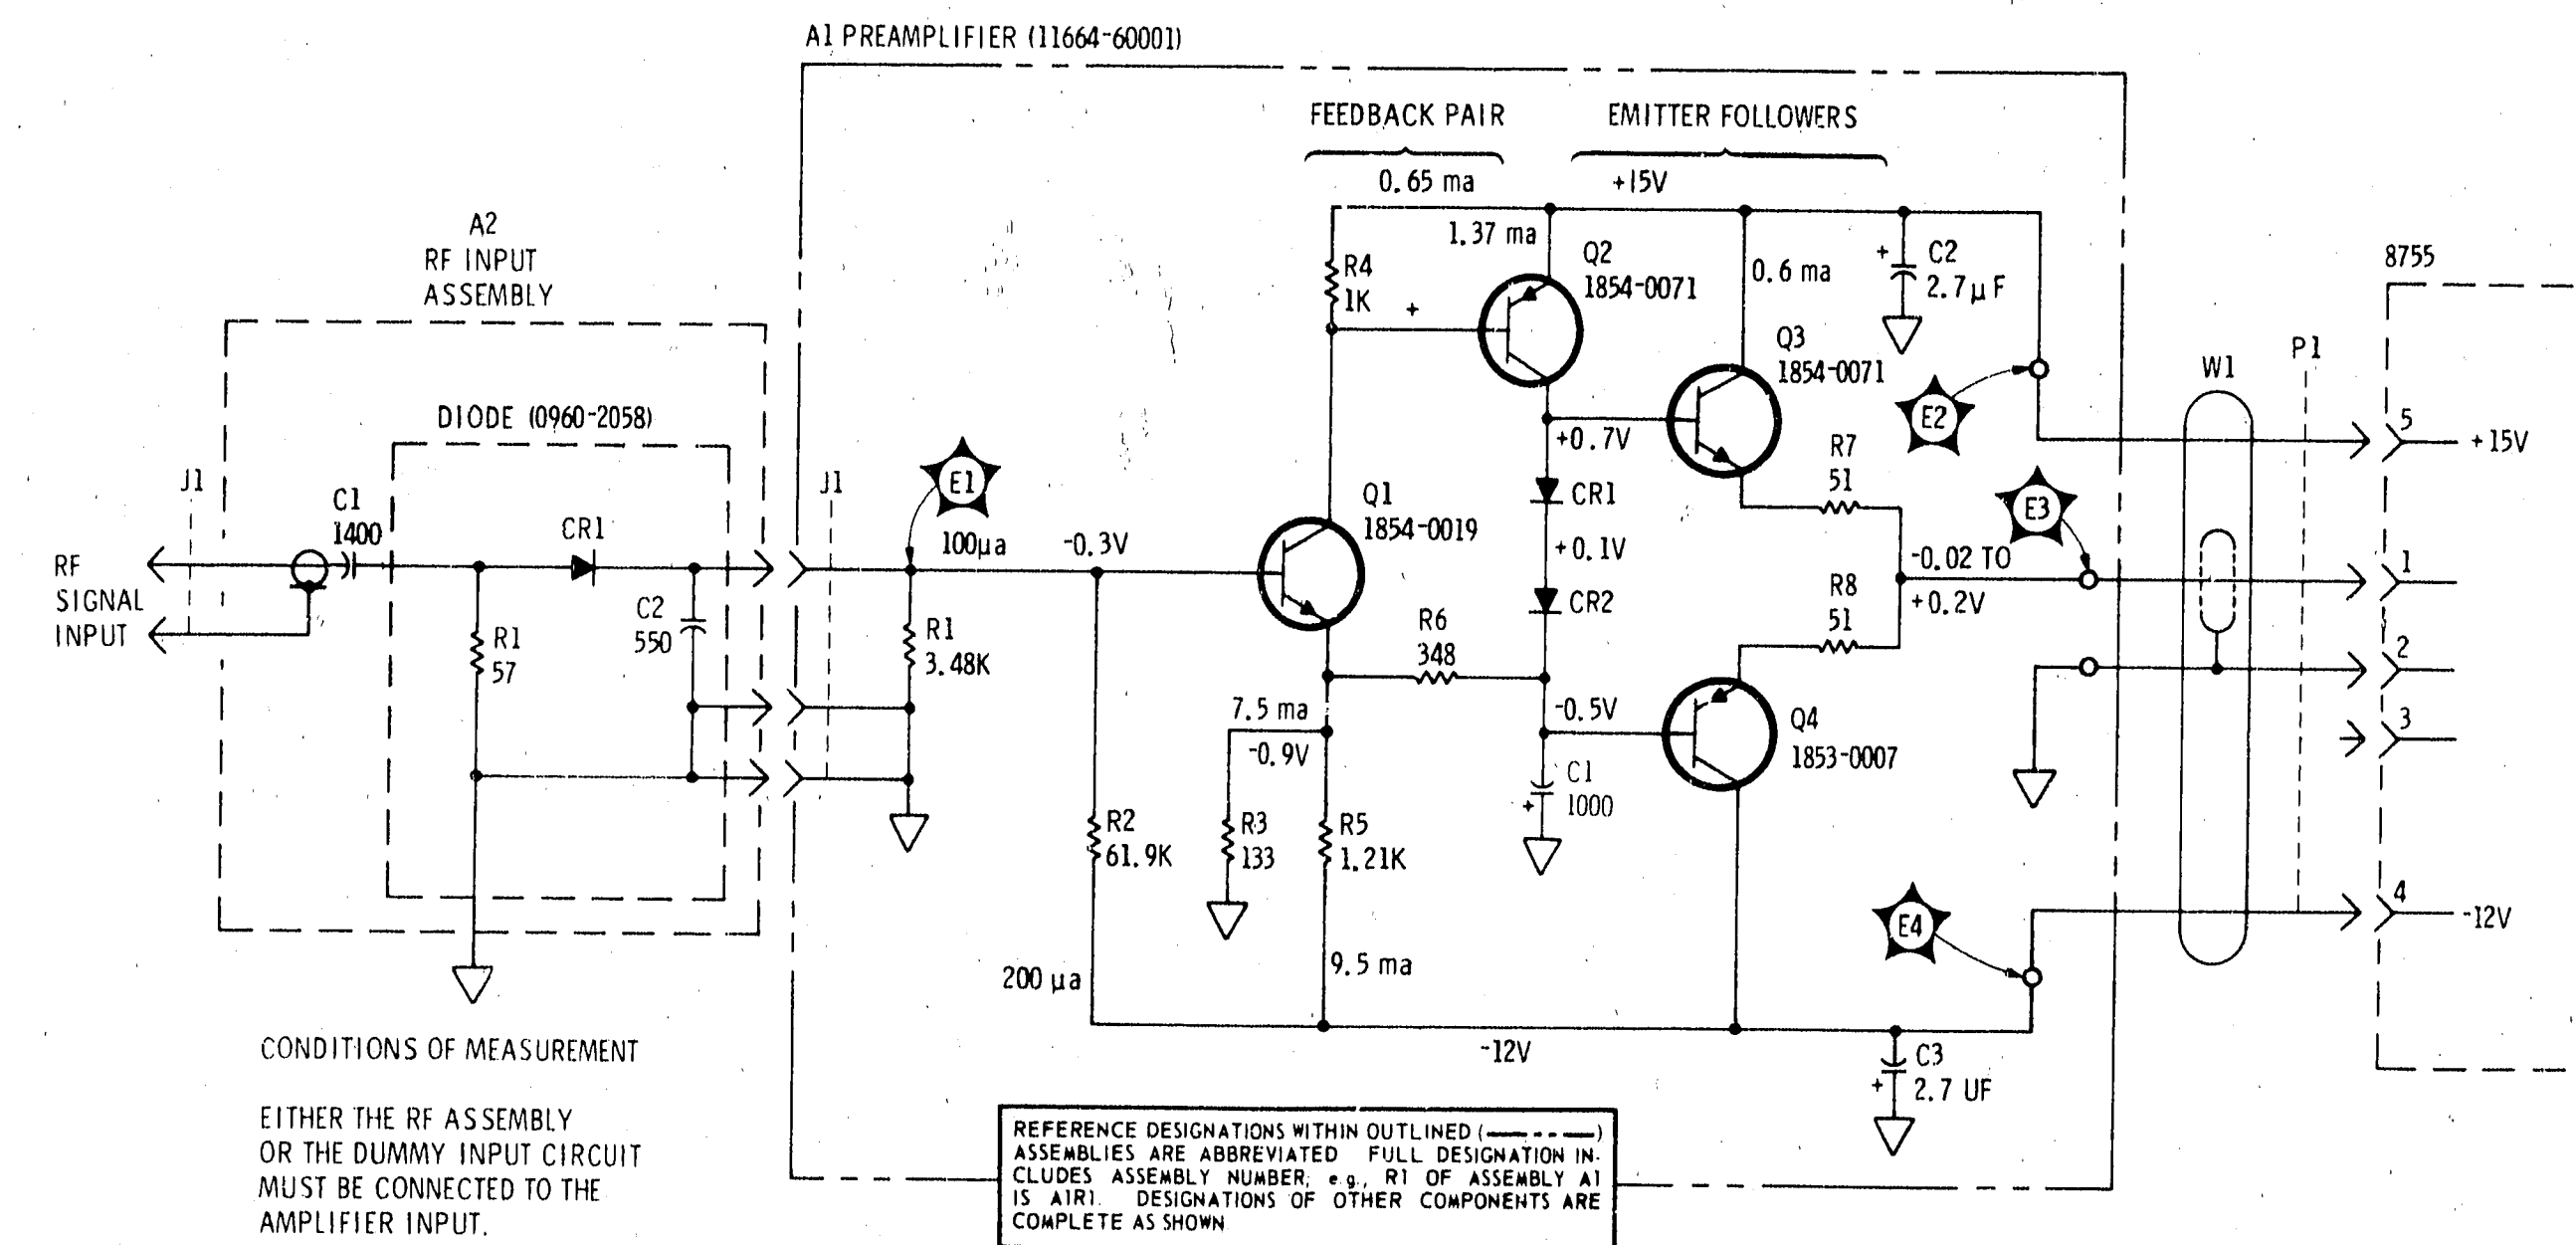 A1 PREAMPLIFIER (11664-60001)
FEEDBACK PAIR
EMITTER FOLLOWERS
0.65 ma
+15V
A2
RF INPUT
ASSEMBLY
1.37 ma
Q2
1854-0071
R4
1K
+
0.6 ma
+
C2
2.7µF
8755
Q3
1854-0071
E2
W1
P1
DIODE (0960-2058)
+0.7V
R7
51
5
+15V
J1
C1
1400
CR1
J1
E1
Q1
1854-0019
CR1
E3
RF
SIGNAL
INPUT
100µa
-0.3V
+0.1V
-0.02 TO
+0.2V
1
R1
57
C2
550
R1
3.48K
R6
348
CR2
R8
51
2
7.5 ma
-0.9V
-0.5V
Q4
1853-0007
3
R2
61.9K
R3
133
R5
1.21K
C1
1000
+
E4
4
-12V
200 µa
9.5 ma
-12V
C3
2.7 UF
+
CONDITIONS OF MEASUREMENT
EITHER THE RF ASSEMBLY
OR THE DUMMY INPUT CIRCUIT
MUST BE CONNECTED TO THE
AMPLIFIER INPUT.
REFERENCE DESIGNATIONS WITHIN OUTLINED (—— - - ——)
ASSEMBLIES ARE ABBREVIATED FULL DESIGNATION IN-
CLUDES ASSEMBLY NUMBER; e.g., R1 OF ASSEMBLY A1
IS A1R1. DESIGNATIONS OF OTHER COMPONENTS ARE
COMPLETE AS SHOWN